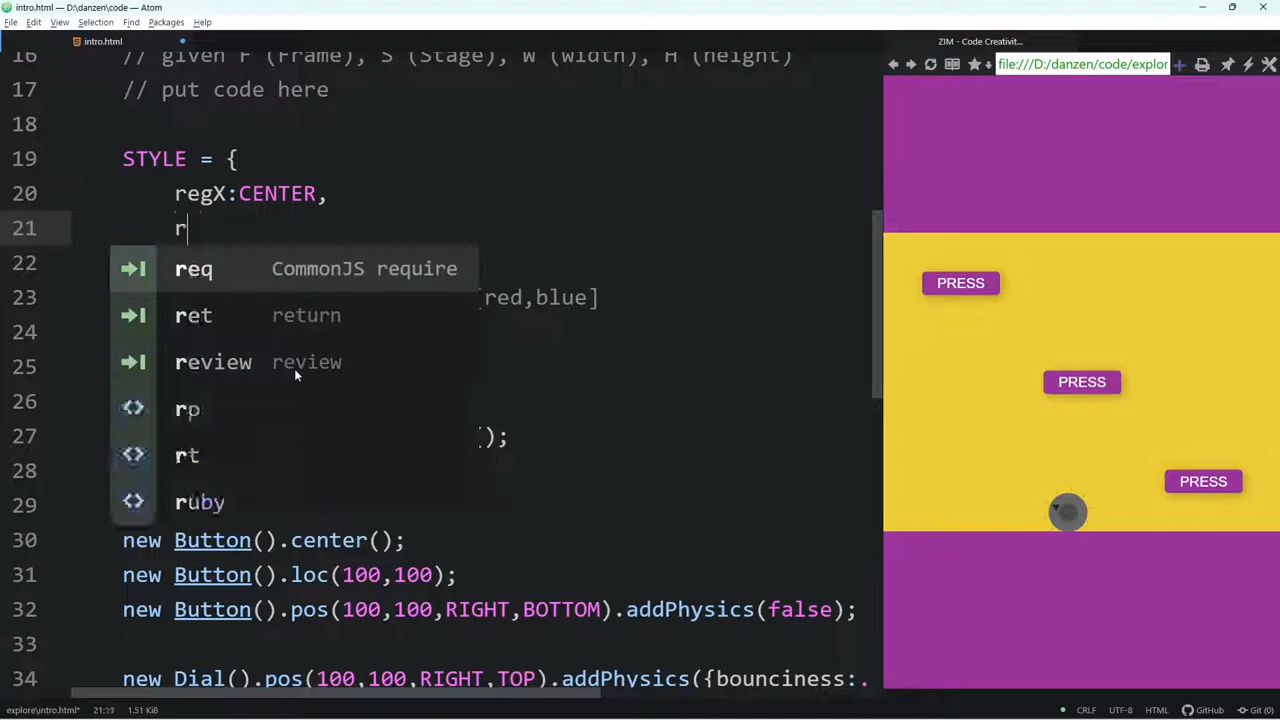 intro.html — D:\danzen\code — Atom
File Edit View Selection Find Packages Help
intro.html
ZIM - Code Creativit...
file:///D:/danzen/code/explor
16 // given F (Frame), S (Stage), W (width), H (height)
17 // put code here
18
19 STYLE = {
20 regX:CENTER,
21 r
22
23 [red,blue]
24
25
26
27 ();
28
29
req CommonJS require
ret return
review review
rp
rt
ruby
30 new Button().center();
31 new Button().loc(100,100);
32 new Button().pos(100,100,RIGHT,BOTTOM).addPhysics(false);
33
34 new Dial().pos(100,100,RIGHT,TOP).addPhysics({bounciness:.
PRESS
PRESS
PRESS
explore\intro.html* 1.51 KiB
CRLF UTF-8 HTML GitHub Git (0)